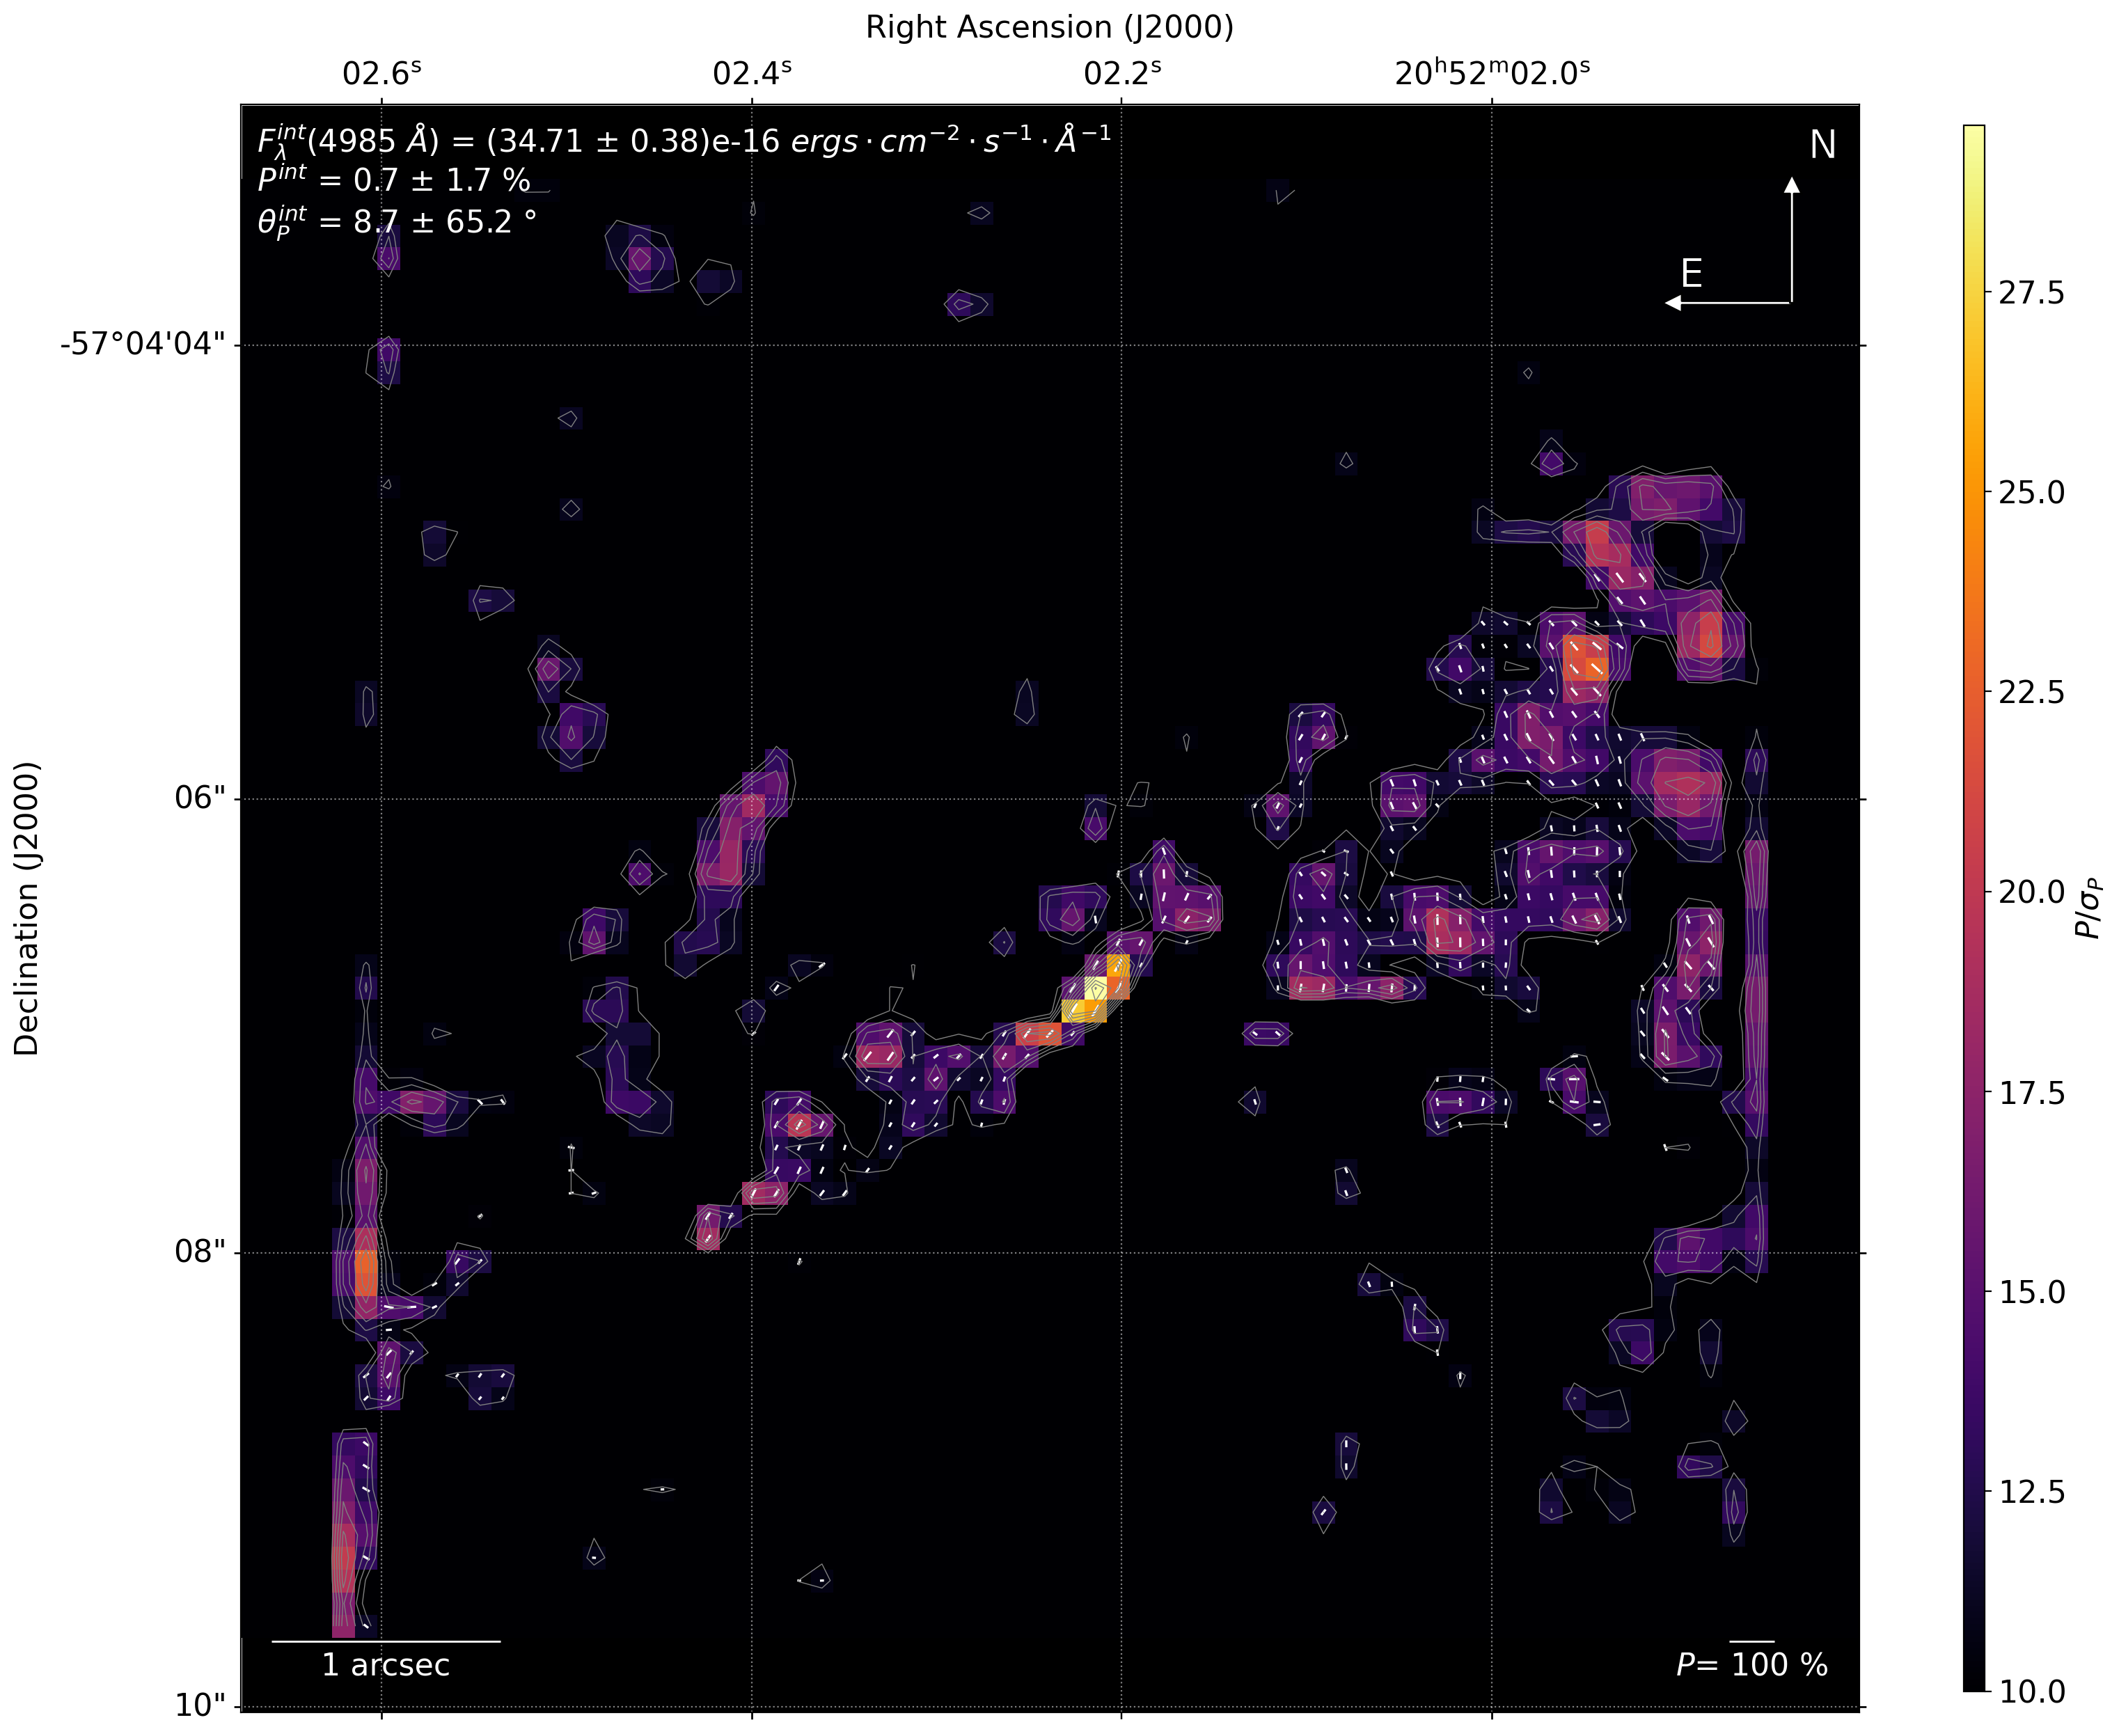 Right Ascension (J2000)
02.6ˢ 02.4ˢ 02.2ˢ 20ʰ52ᵐ02.0ˢ
F_λ^int(4985 Å) = (34.71 ± 0.38)e-16 ergs · cm⁻² · s⁻¹ · Å⁻¹
P^int = 0.7 ± 1.7 %
θ_P^int = 8.7 ± 65.2 °
N
E
-57°04'04"
06"
08"
10"
Declination (J2000)
1 arcsec
P= 100 %
27.5
25.0
22.5
20.0
17.5
15.0
12.5
10.0
P/σ_P